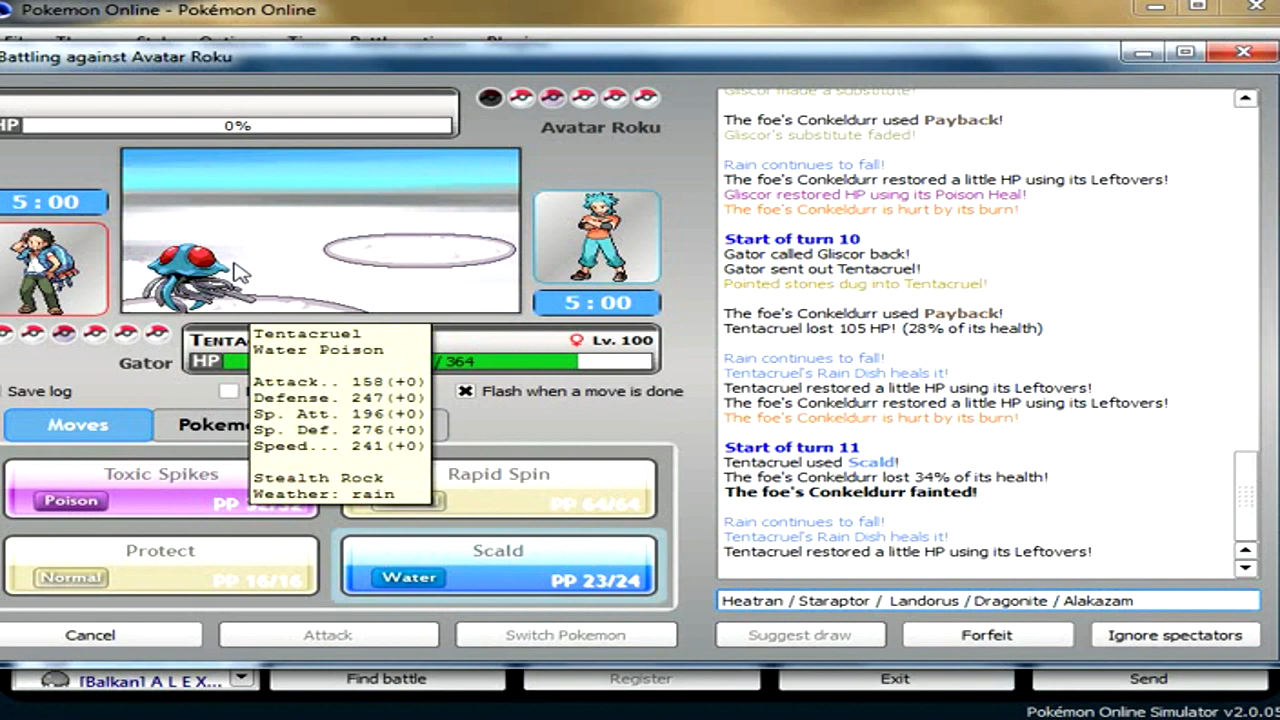 Pokemon Online - Pokémon Online
Battling against Avatar Roku
HP
0%
Avatar Roku
5:00
5:00
Gator
Lv. 100
HP
/ 364
Save log
Flash when a move is done
Moves
Tentacruel
Water Poison
Attack.. 158(+0)
Defense. 247(+0)
Sp. Att. 196(+0)
Sp. Def. 276(+0)
Speed... 241(+0)
Stealth Rock
Weather: rain
Toxic Spikes
Poison
Rapid Spin
PP 64/64
Protect
Normal
PP 16/16
Scald
Water
PP 23/24
Cancel
Attack
Switch Pokemon
Gliscor made a substitute!
The foe's Conkeldurr used Payback!
Gliscor's substitute faded!
Rain continues to fall!
The foe's Conkeldurr restored a little HP using its Leftovers!
Gliscor restored HP using its Poison Heal!
The foe's Conkeldurr is hurt by its burn!
Start of turn 10
Gator called Gliscor back!
Gator sent out Tentacruel!
Pointed stones dug into Tentacruel!
The foe's Conkeldurr used Payback!
Tentacruel lost 105 HP! (28% of its health)
Rain continues to fall!
Tentacruel's Rain Dish heals it!
Tentacruel restored a little HP using its Leftovers!
The foe's Conkeldurr restored a little HP using its Leftovers!
The foe's Conkeldurr is hurt by its burn!
Start of turn 11
Tentacruel used Scald!
The foe's Conkeldurr lost 34% of its health!
The foe's Conkeldurr fainted!
Rain continues to fall!
Tentacruel's Rain Dish heals it!
Tentacruel restored a little HP using its Leftovers!
Heatran / Staraptor / Landorus / Dragonite / Alakazam
Suggest draw
Forfeit
Ignore spectators
[Balkan] A L E X...
Find battle
Register
Exit
Send
Pokémon Online Simulator v2.0.05